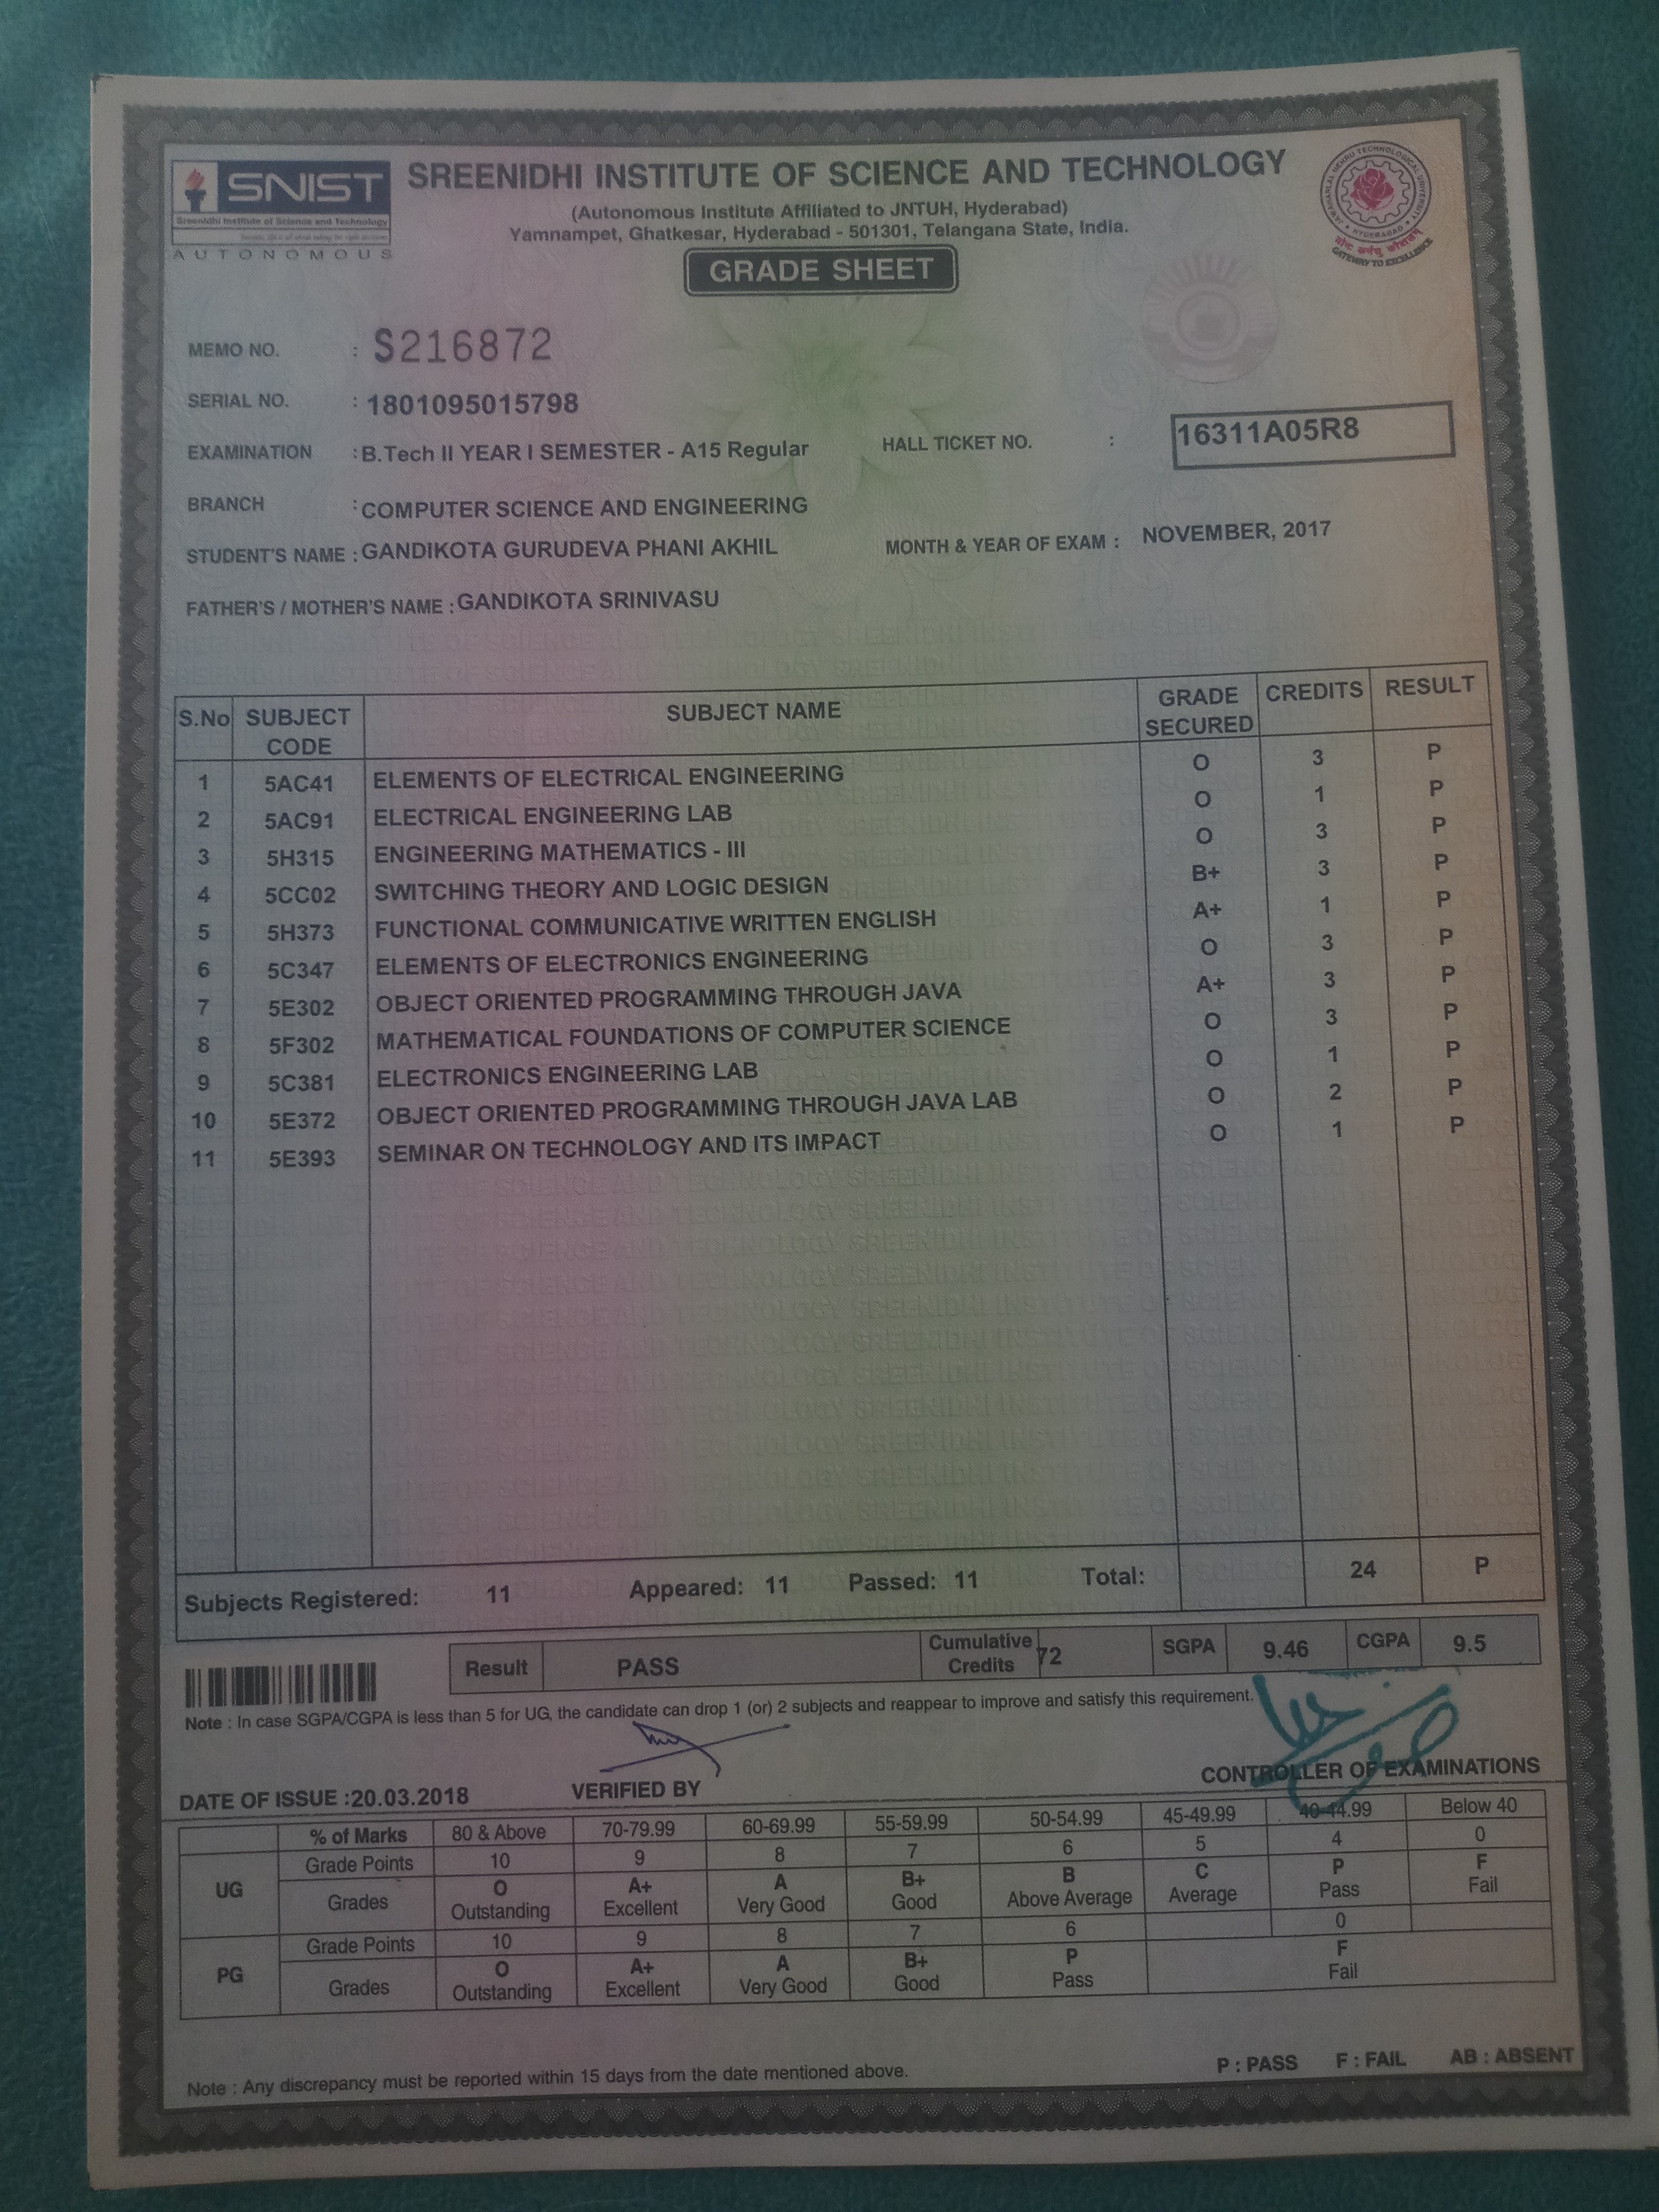 SNIST
Sreenidhi Institute of Science and Technology
AUTONOMOUS
SREENIDHI INSTITUTE OF SCIENCE AND TECHNOLOGY
(Autonomous Institute Affiliated to JNTUH, Hyderabad)
Yamnampet, Ghatkesar, Hyderabad - 501301, Telangana State, India.
GRADE SHEET
JAWAHARLAL NEHRU TECHNOLOGICAL UNIVERSITY
HYDERABAD
GATEWAY TO EXCELLENCE
MEMO NO. : S216872
SERIAL NO. : 1801095015798
EXAMINATION : B.Tech II YEAR I SEMESTER - A15 Regular HALL TICKET NO. : 16311A05R8
BRANCH : COMPUTER SCIENCE AND ENGINEERING
STUDENT'S NAME : GANDIKOTA GURUDEVA PHANI AKHIL MONTH & YEAR OF EXAM : NOVEMBER, 2017
FATHER'S / MOTHER'S NAME : GANDIKOTA SRINIVASU
S.No SUBJECT CODE SUBJECT NAME GRADE SECURED CREDITS RESULT
1 5AC41 ELEMENTS OF ELECTRICAL ENGINEERING O 3 P
2 5AC91 ELECTRICAL ENGINEERING LAB O 1 P
3 5H315 ENGINEERING MATHEMATICS - III O 3 P
4 5CC02 SWITCHING THEORY AND LOGIC DESIGN B+ 3 P
5 5H373 FUNCTIONAL COMMUNICATIVE WRITTEN ENGLISH A+ 1 P
6 5C347 ELEMENTS OF ELECTRONICS ENGINEERING O 3 P
7 5E302 OBJECT ORIENTED PROGRAMMING THROUGH JAVA A+ 3 P
8 5F302 MATHEMATICAL FOUNDATIONS OF COMPUTER SCIENCE O 3 P
9 5C381 ELECTRONICS ENGINEERING LAB O 1 P
10 5E372 OBJECT ORIENTED PROGRAMMING THROUGH JAVA LAB O 2 P
11 5E393 SEMINAR ON TECHNOLOGY AND ITS IMPACT O 1 P
Subjects Registered: 11 Appeared: 11 Passed: 11 Total: 24 P
Result PASS Cumulative Credits 72 SGPA 9.46 CGPA 9.5
Note : In case SGPA/CGPA is less than 5 for UG, the candidate can drop 1 (or) 2 subjects and reappear to improve and satisfy this requirement.
DATE OF ISSUE :20.03.2018 VERIFIED BY CONTROLLER OF EXAMINATIONS
% of Marks 80 & Above 70-79.99 60-69.99 55-59.99 50-54.99 45-49.99 40-44.99 Below 40
UG Grade Points 10 9 8 7 6 5 4 0
Grades O Outstanding A+ Excellent A Very Good B+ Good B Above Average C Average P Pass F Fail
PG Grade Points 10 9 8 7 6 0
Grades O Outstanding A+ Excellent A Very Good B+ Good P Pass F Fail
Note : Any discrepancy must be reported within 15 days from the date mentioned above.
P : PASS F : FAIL AB : ABSENT